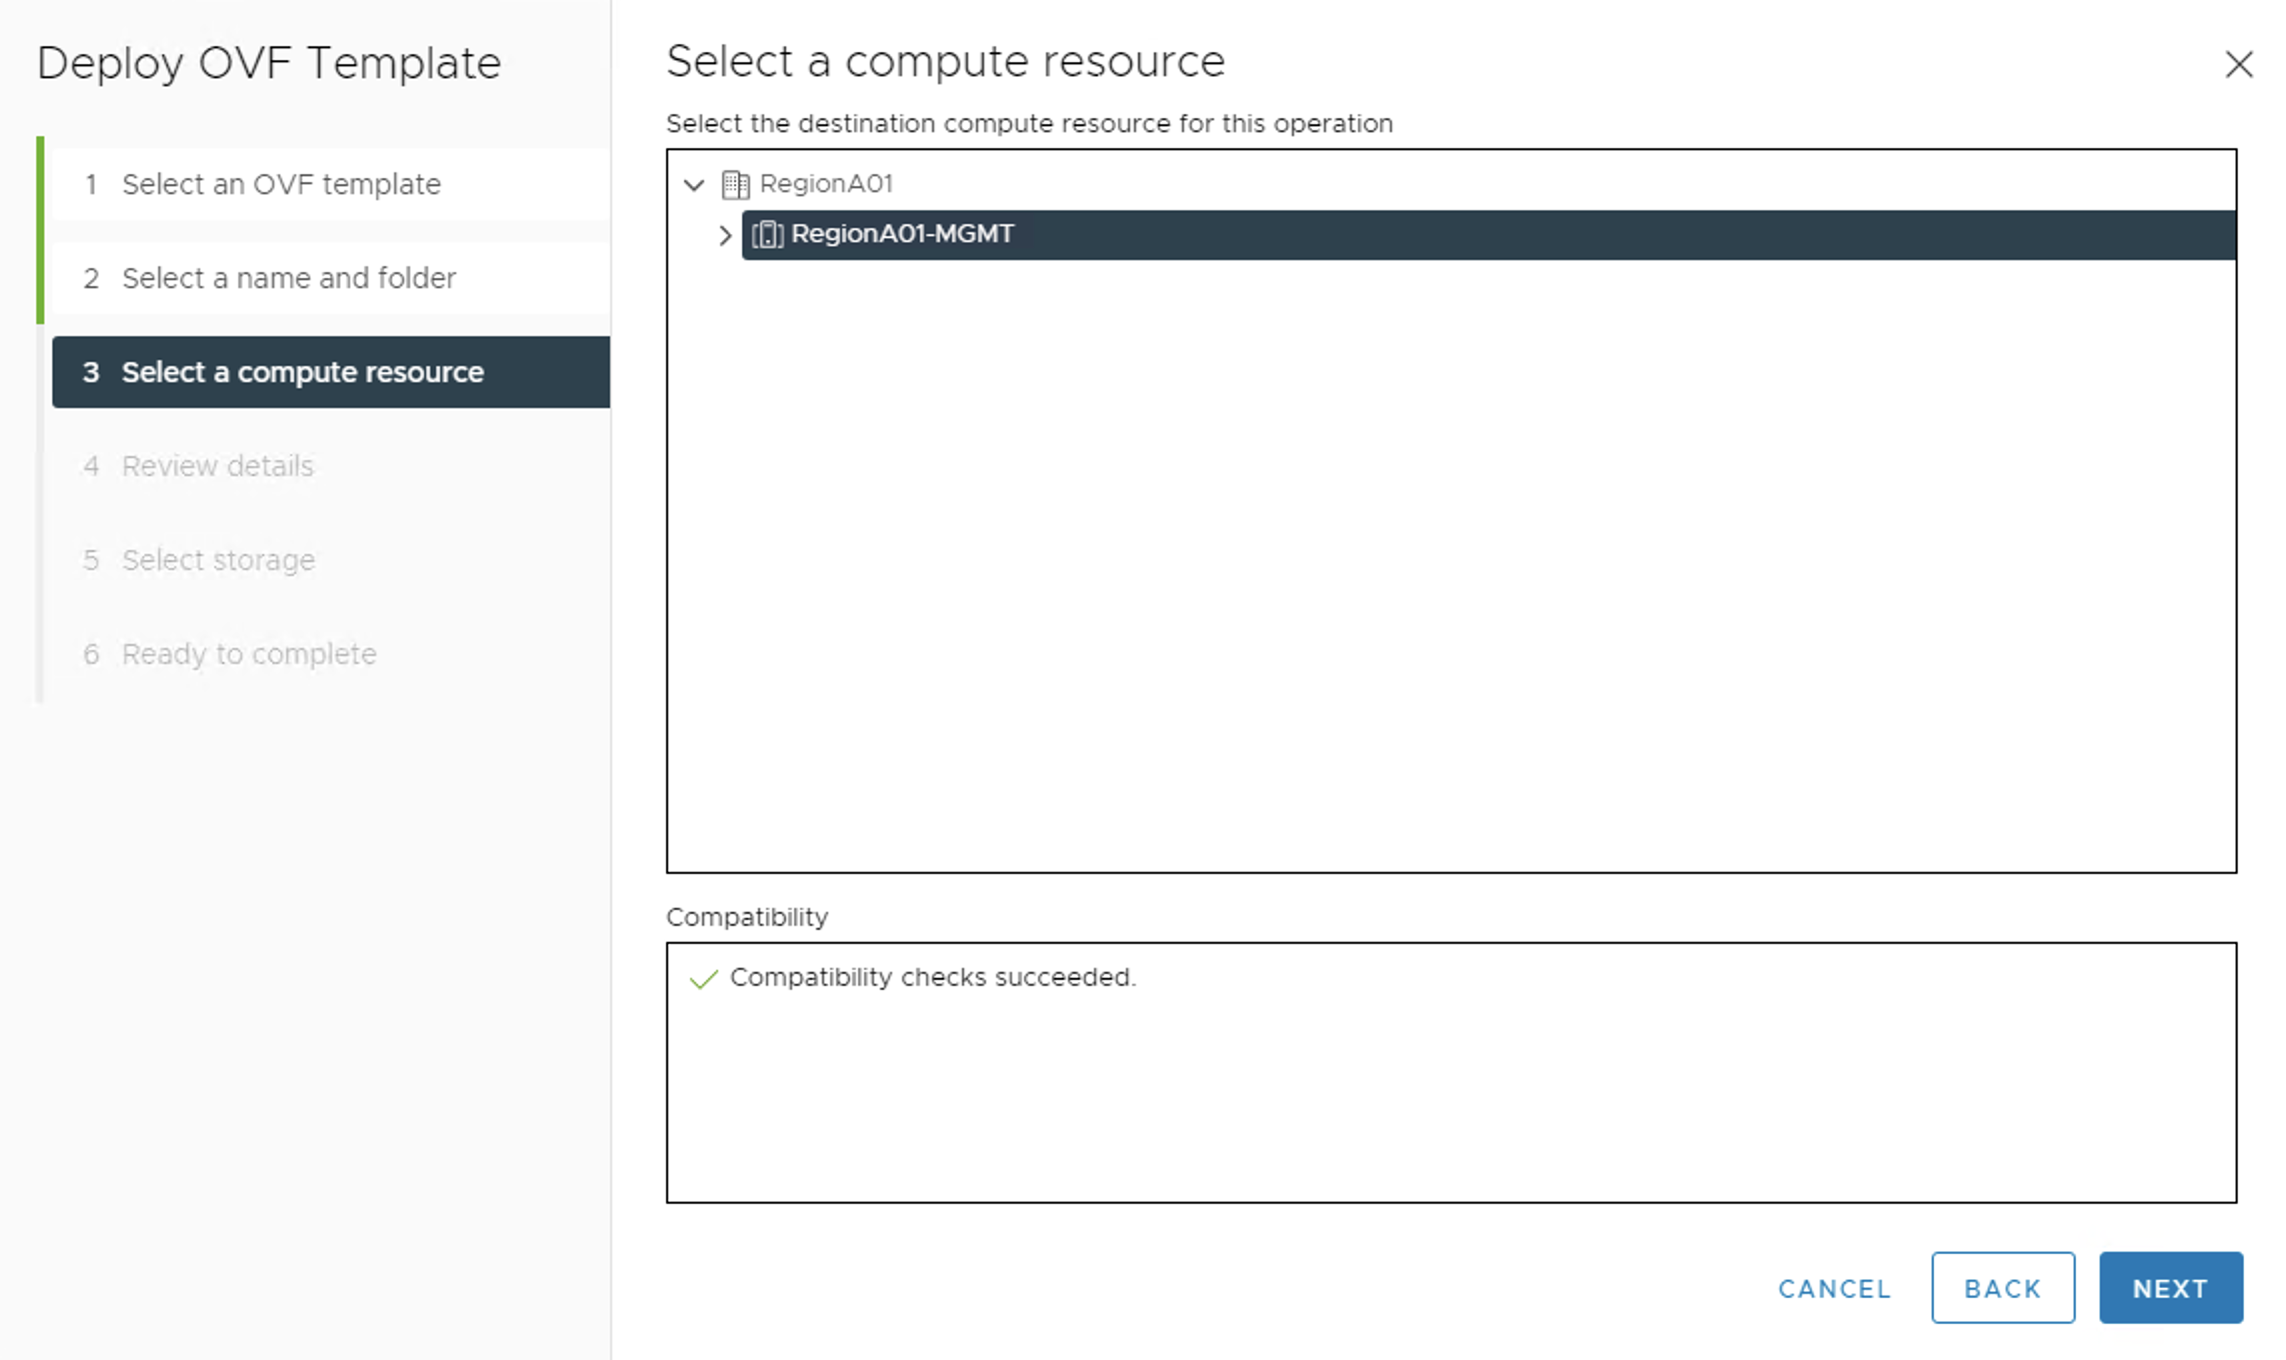 Deploy OVF Template
1 Select an OVF template
2 Select a name and folder
3 Select a compute resource
4 Review details
5 Select storage
6 Ready to complete
Select a compute resource
Select the destination compute resource for this operation
RegionA01
RegionA01-MGMT
Compatibility
Compatibility checks succeeded.
CANCEL
BACK
NEXT